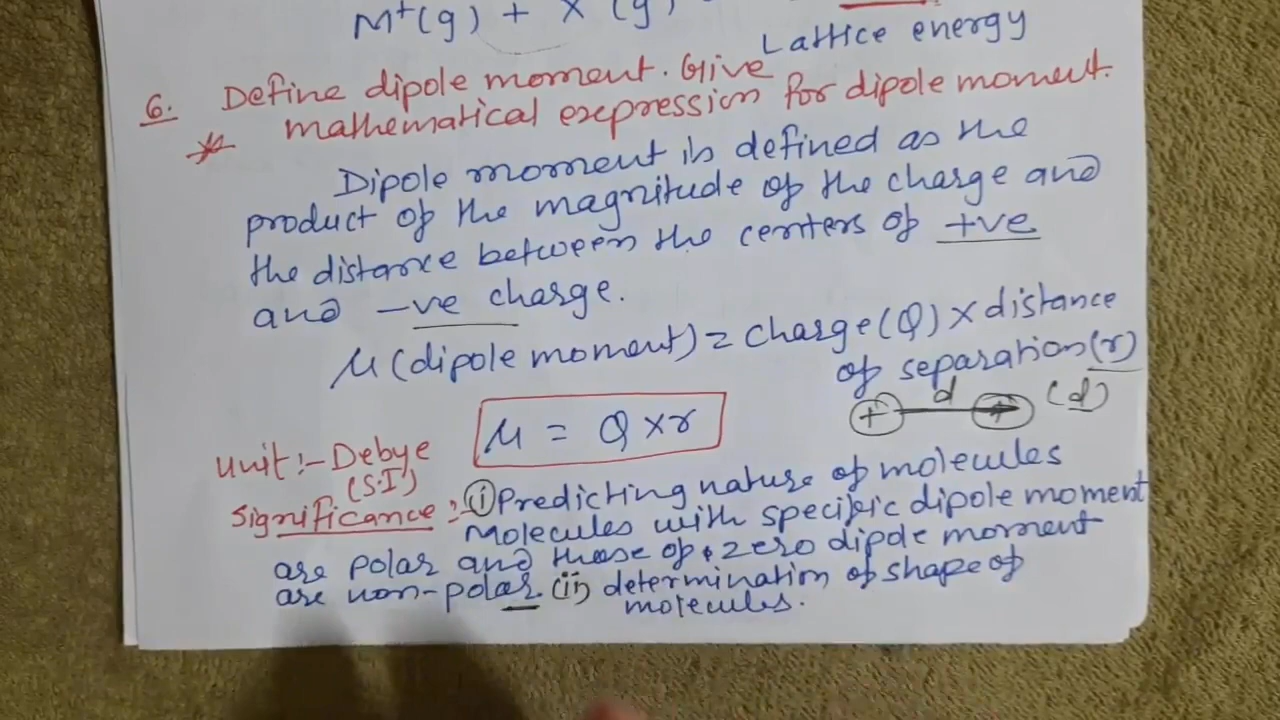 M⁺(g) + X (g)
Lattice energy
6. Define dipole moment. Give
mathematical expression for dipole moment.
Dipole moment is defined as the
product of the magnitude of the charge and
the distance between the centers of +ve
and -ve charge.
μ (dipole moment) = charge (Q) × distance
of separation (r)
+ d + (d)
μ = Q × r
Unit :- Debye
(S.I)
Significance :- (i) Predicting nature of molecules
Molecules with specific dipole moment
are polar and those of zero dipole moment
are non-polar. (ii) determination of shape of
molecules.